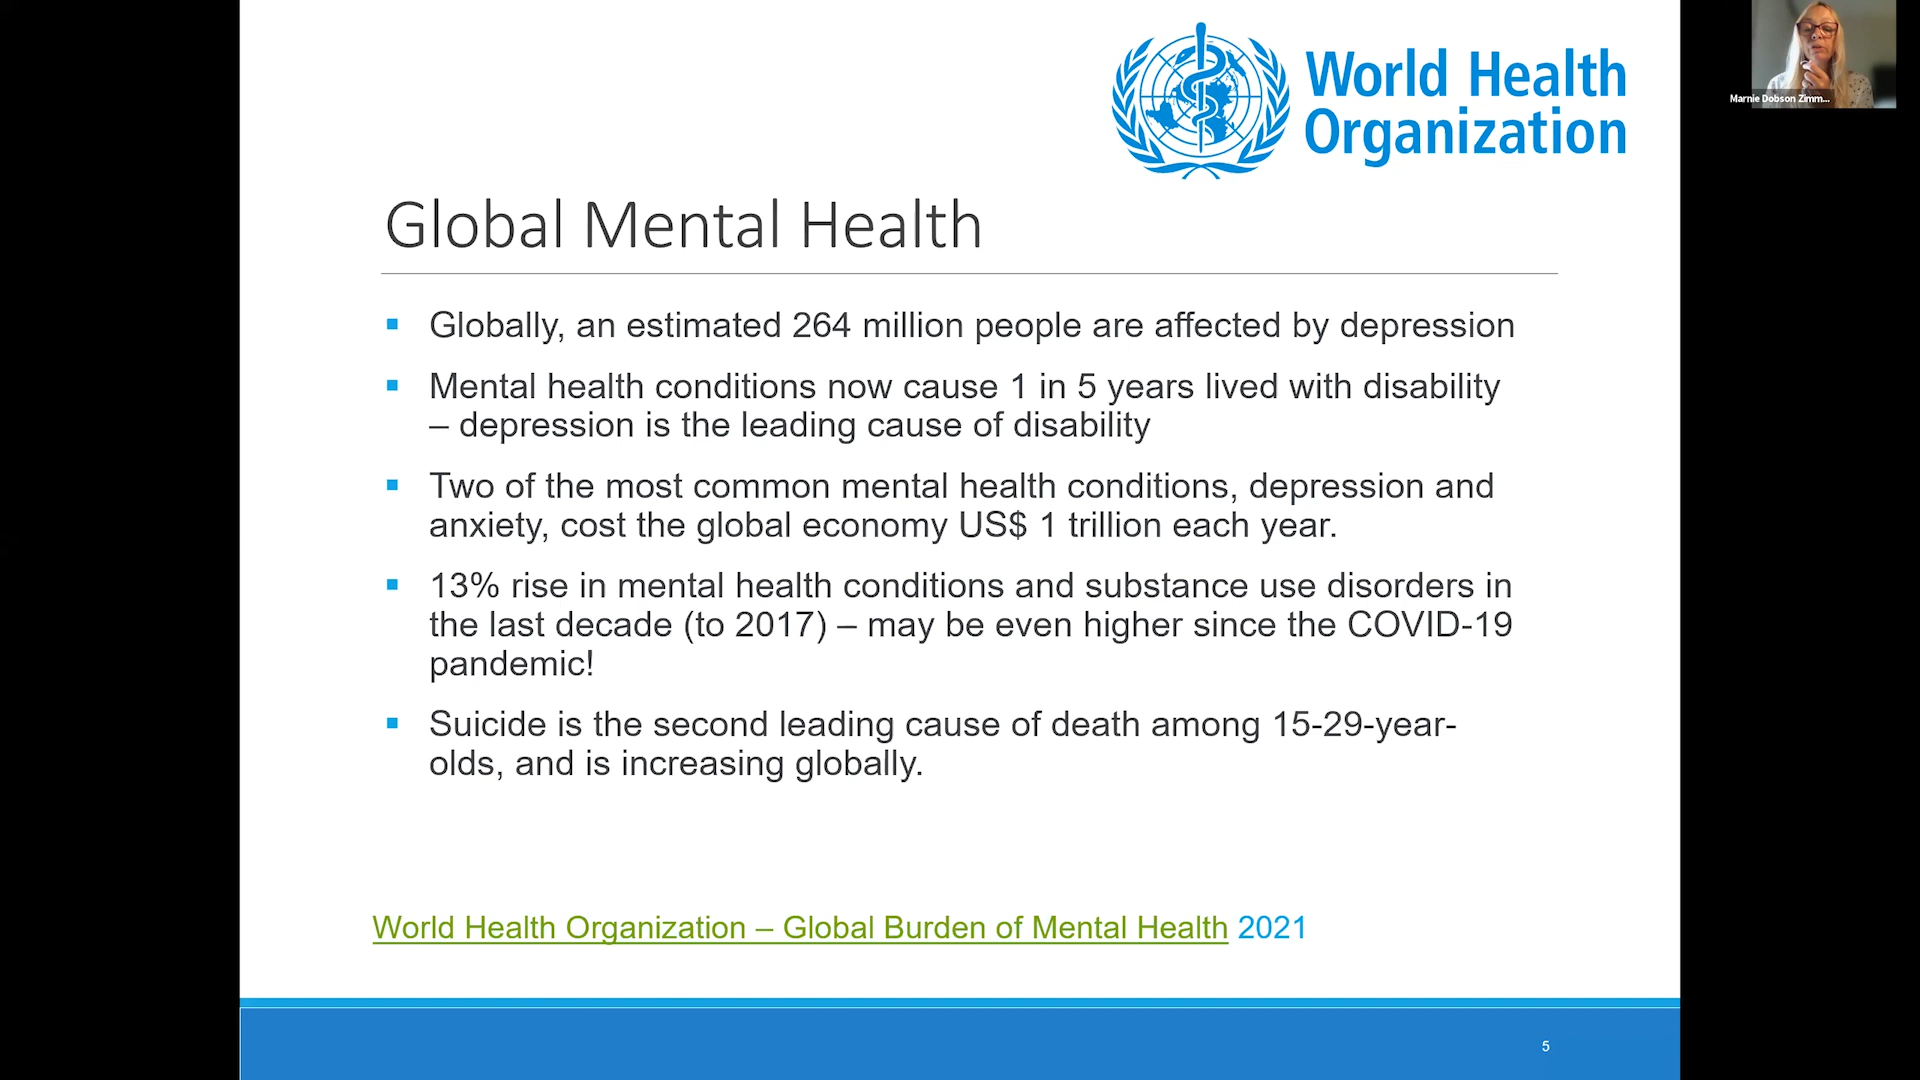 World Health
Organization
Marnie Dobson Zimm...
Global Mental Health
Globally, an estimated 264 million people are affected by depression
Mental health conditions now cause 1 in 5 years lived with disability
– depression is the leading cause of disability
Two of the most common mental health conditions, depression and
anxiety, cost the global economy US$ 1 trillion each year.
13% rise in mental health conditions and substance use disorders in
the last decade (to 2017) – may be even higher since the COVID-19
pandemic!
Suicide is the second leading cause of death among 15-29-year-
olds, and is increasing globally.
World Health Organization – Global Burden of Mental Health 2021
5